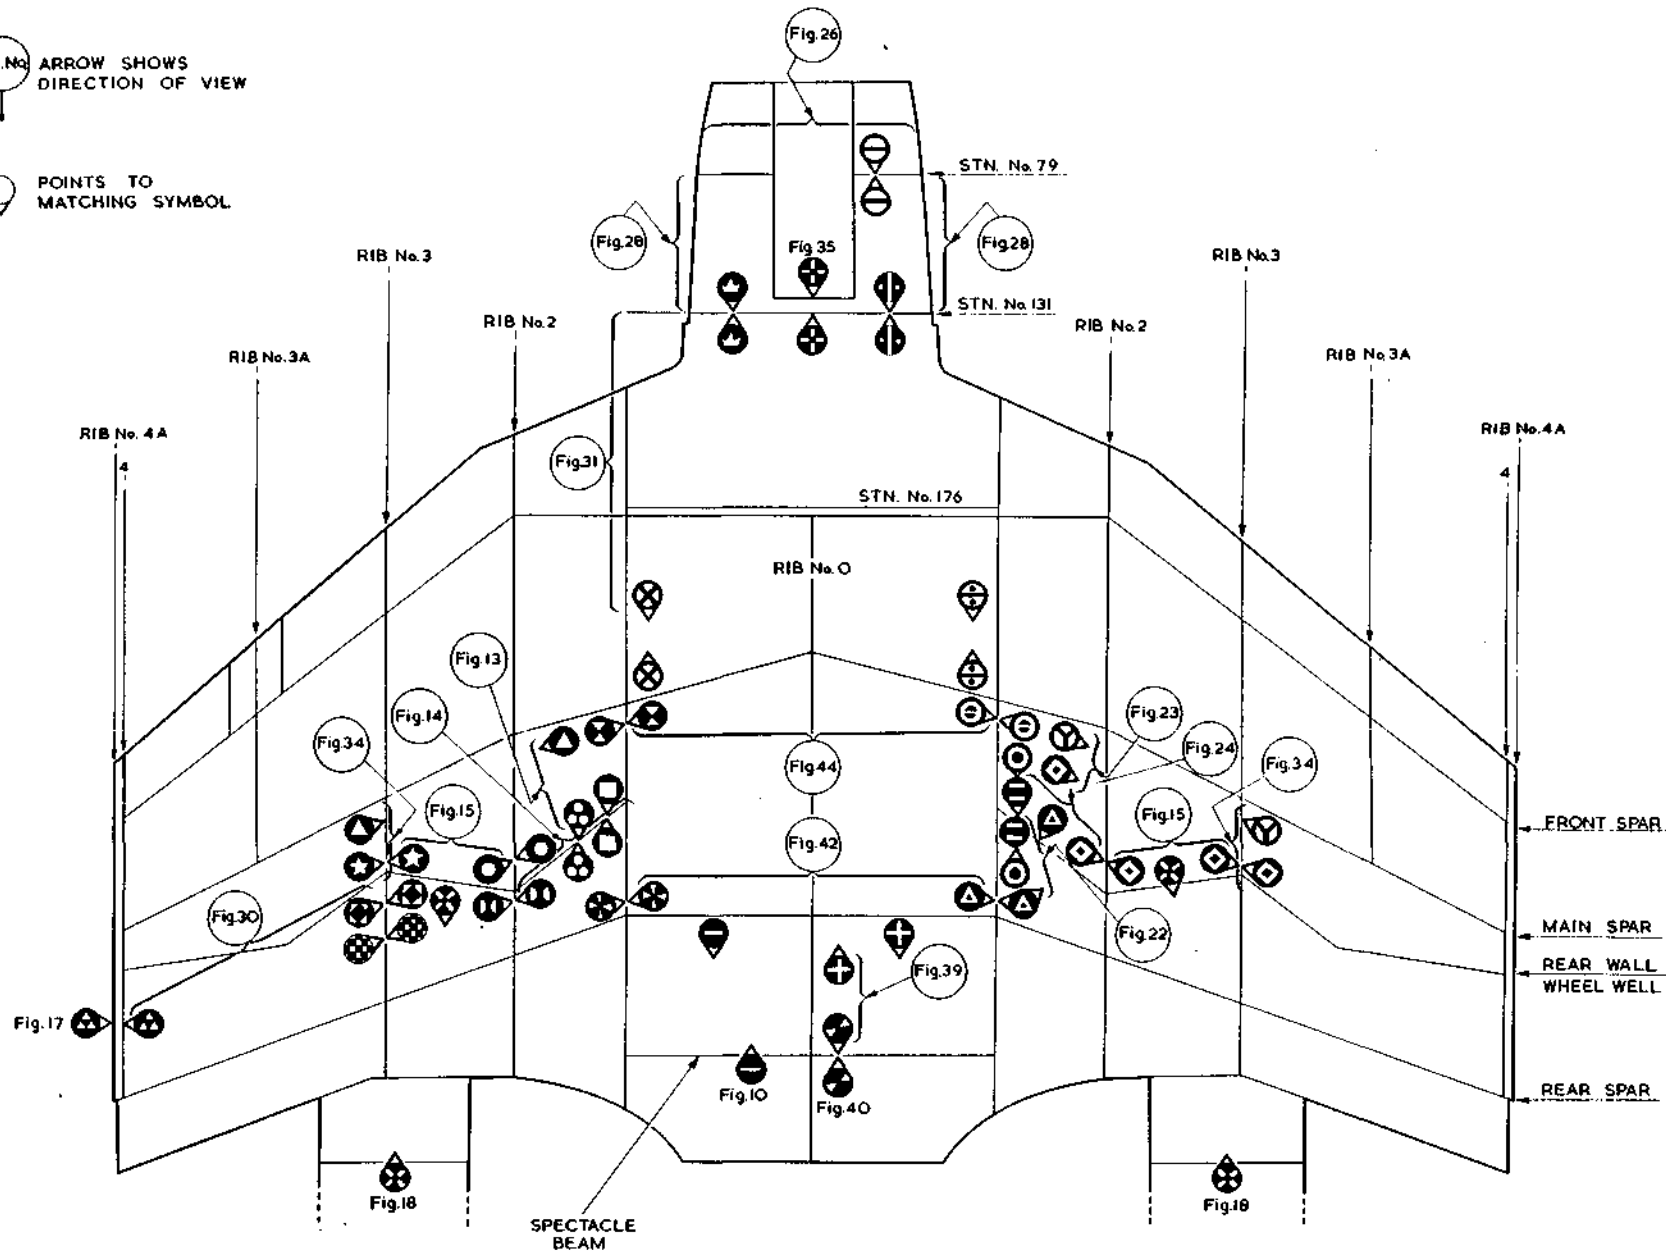 .No. ARROW SHOWS
DIRECTION OF VIEW
POINTS TO
MATCHING SYMBOL
Fig.26
STN. No. 79
Fig.28
Fig.28
Fig.35
RIB No.3
RIB No.3
STN. No. 131
RIB No.2
RIB No.2
RIB No.3A
RIB No.3A
RIB No. 4A
RIB No.4A
4
4
Fig.31
STN. No. 176
RIB No. 0
Fig.13
Fig.14
Fig.23
Fig.34
Fig.24
Fig.34
Fig.44
Fig.15
Fig.15
FRONT SPAR
Fig.42
Fig.30
Fig.22
MAIN SPAR
Fig.39
REAR WALL
WHEEL WELL
Fig.17
Fig.10
Fig.40
REAR SPAR
Fig.18
Fig.18
SPECTACLE
BEAM